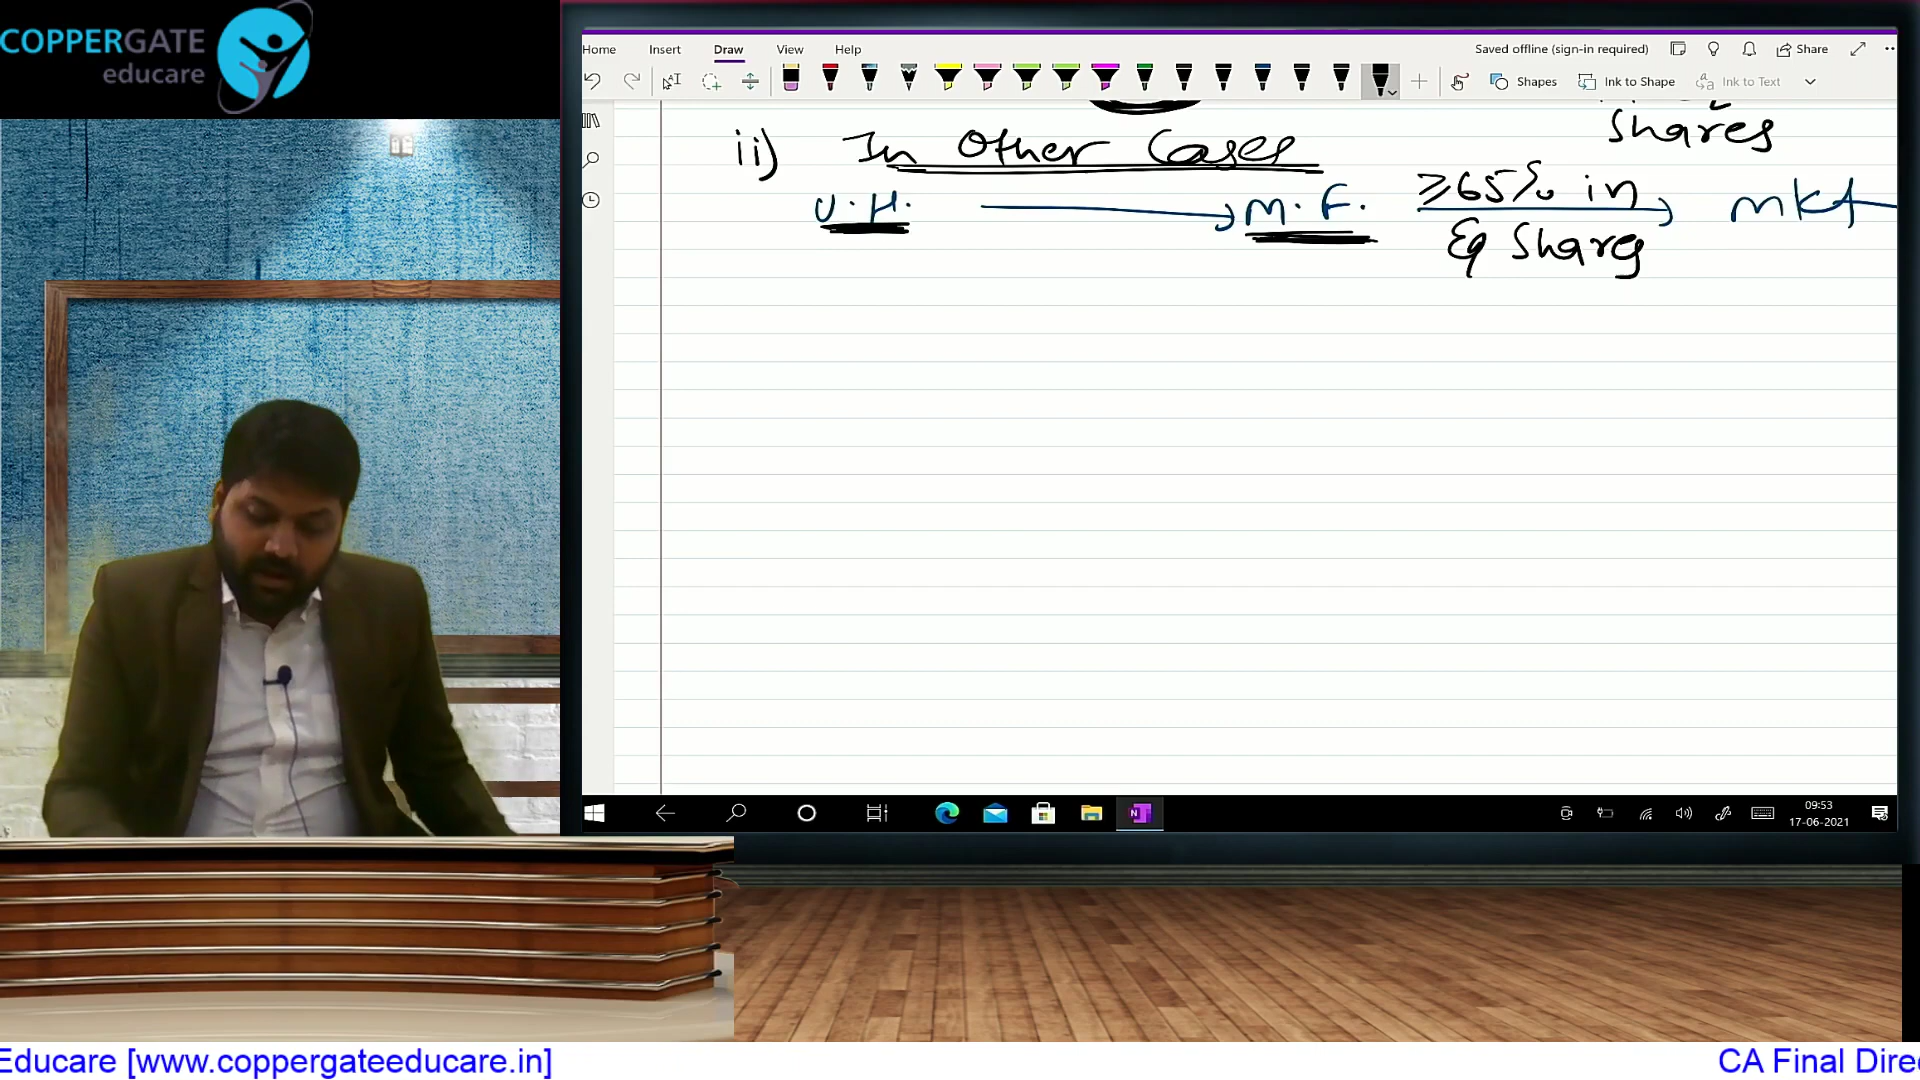 COPPERGATE
educare
Home Insert Draw View Help Saved offline (sign-in required) Share
Shapes Ink to Shape Ink to Text
shares
ii) In Other Cases
U.H. M.F. ≥65% in mkt
Eq Shares
09:53
17-06-2021
Educare [www.coppergateeducare.in] CA Final Dire